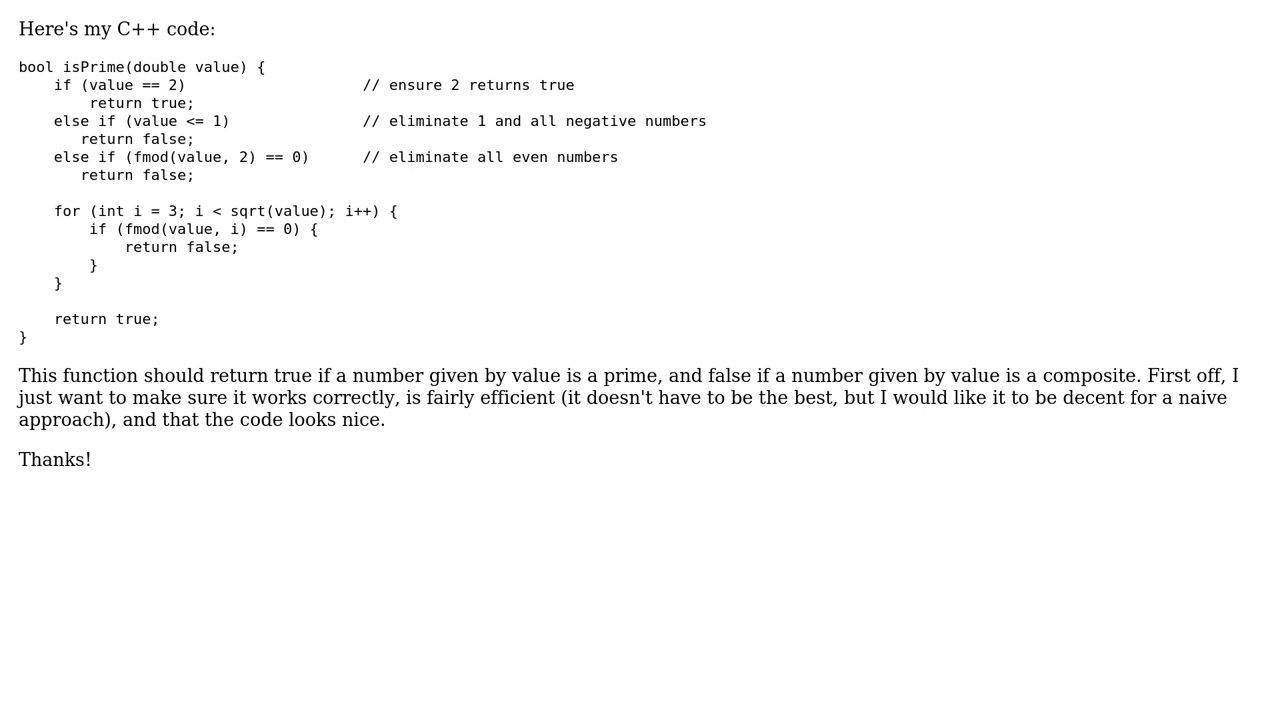 Here's my C++ code:
bool isPrime(double value) {
    if (value == 2)                    // ensure 2 returns true
        return true;
    else if (value <= 1)               // eliminate 1 and all negative numbers
       return false;
    else if (fmod(value, 2) == 0)      // eliminate all even numbers
       return false;

    for (int i = 3; i < sqrt(value); i++) {
        if (fmod(value, i) == 0) {
            return false;
        }
    }

    return true;
}
This function should return true if a number given by value is a prime, and false if a number given by value is a composite. First off, I
just want to make sure it works correctly, is fairly efficient (it doesn't have to be the best, but I would like it to be decent for a naive
approach), and that the code looks nice.
Thanks!